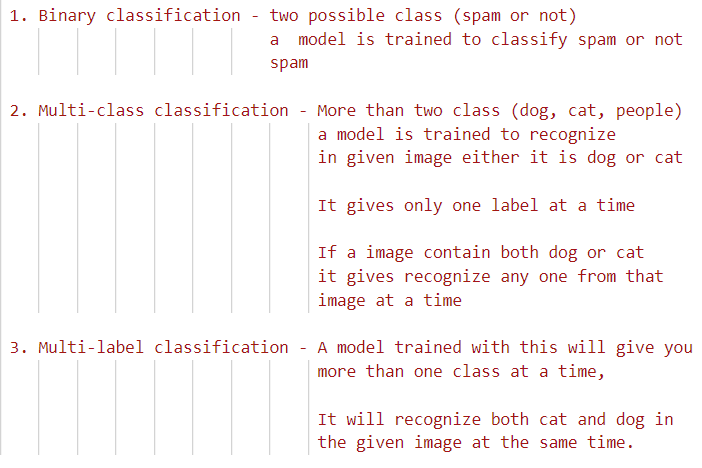 1. Binary classification - two possible class (spam or not)
a model is trained to classify spam or not
spam
2. Multi-class classification - More than two class (dog, cat, people)
a model is trained to recognize
in given image either it is dog or cat
It gives only one label at a time
If a image contain both dog or cat
it gives recognize any one from that
image at a time
3. Multi-label classification - A model trained with this will give you
more than one class at a time,
It will recognize both cat and dog in
the given image at the same time.